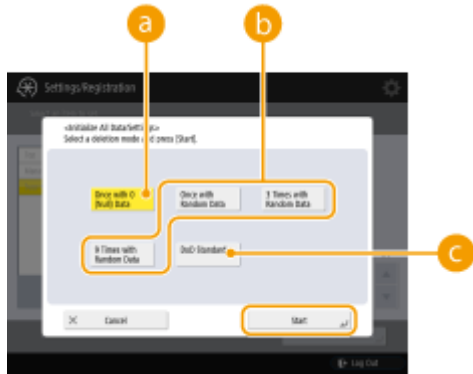 a
b
Settings/Registration
<Initialize All Data/Settings>
Select a deletion mode and press [Start].
Once with 0
(Null) Data
Once with
Random Data
3 Times with
Random Data
9 Times with
Random Data
DoD Standard
c
Cancel
Start
Log Out